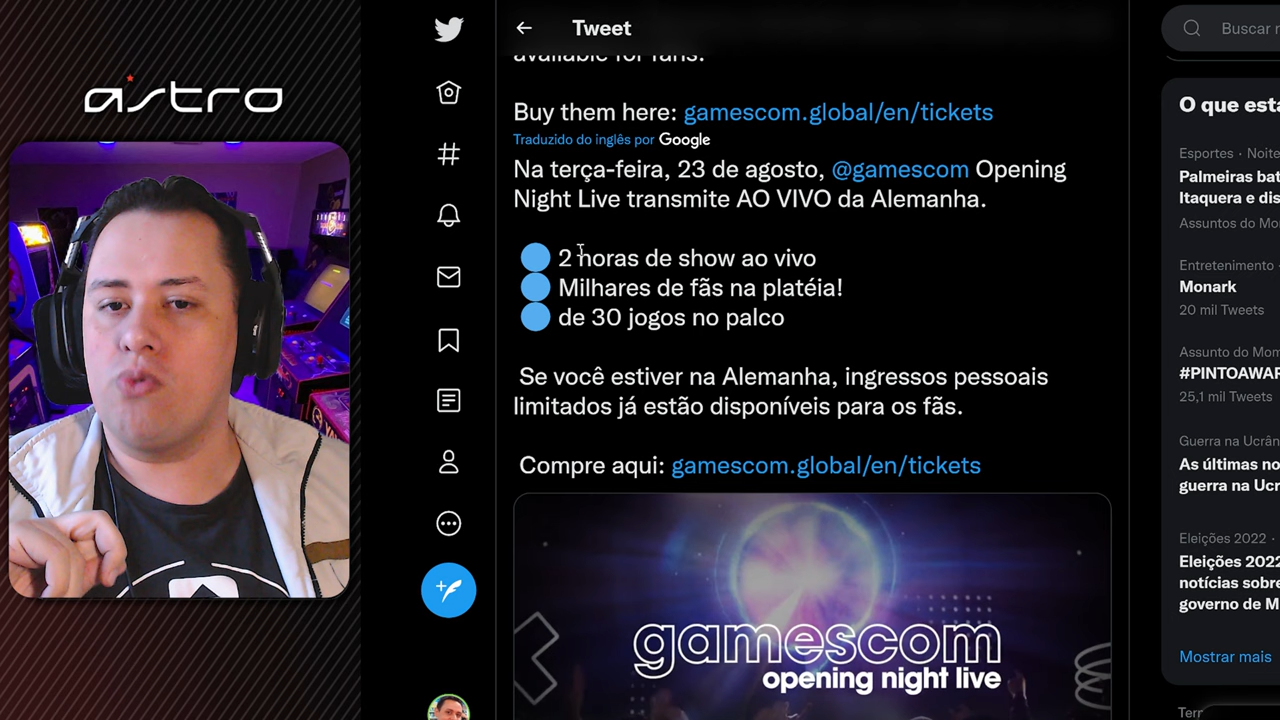 astro
Tweet
available for fans.
Buy them here: gamescom.global/en/tickets
Traduzido do inglês por Google
Na terça-feira, 23 de agosto, @gamescom Opening
Night Live transmite AO VIVO da Alemanha.
2 horas de show ao vivo
Milhares de fãs na platéia!
de 30 jogos no palco
Se você estiver na Alemanha, ingressos pessoais
limitados já estão disponíveis para os fãs.
Compre aqui: gamescom.global/en/tickets
gamescom
opening night live
Buscar
O que est
Esportes · Noite
Palmeiras bat
Itaquera e dis
Assuntos do Mo
Entretenimento ·
Monark
20 mil Tweets
Assunto do Mom
#PINTOAWAR
25,1 mil Tweets
Guerra na Ucrân
As últimas no
guerra na Ucr
Eleições 2022 ·
Eleições 2022
notícias sobre
governo de M
Mostrar mais
Terr